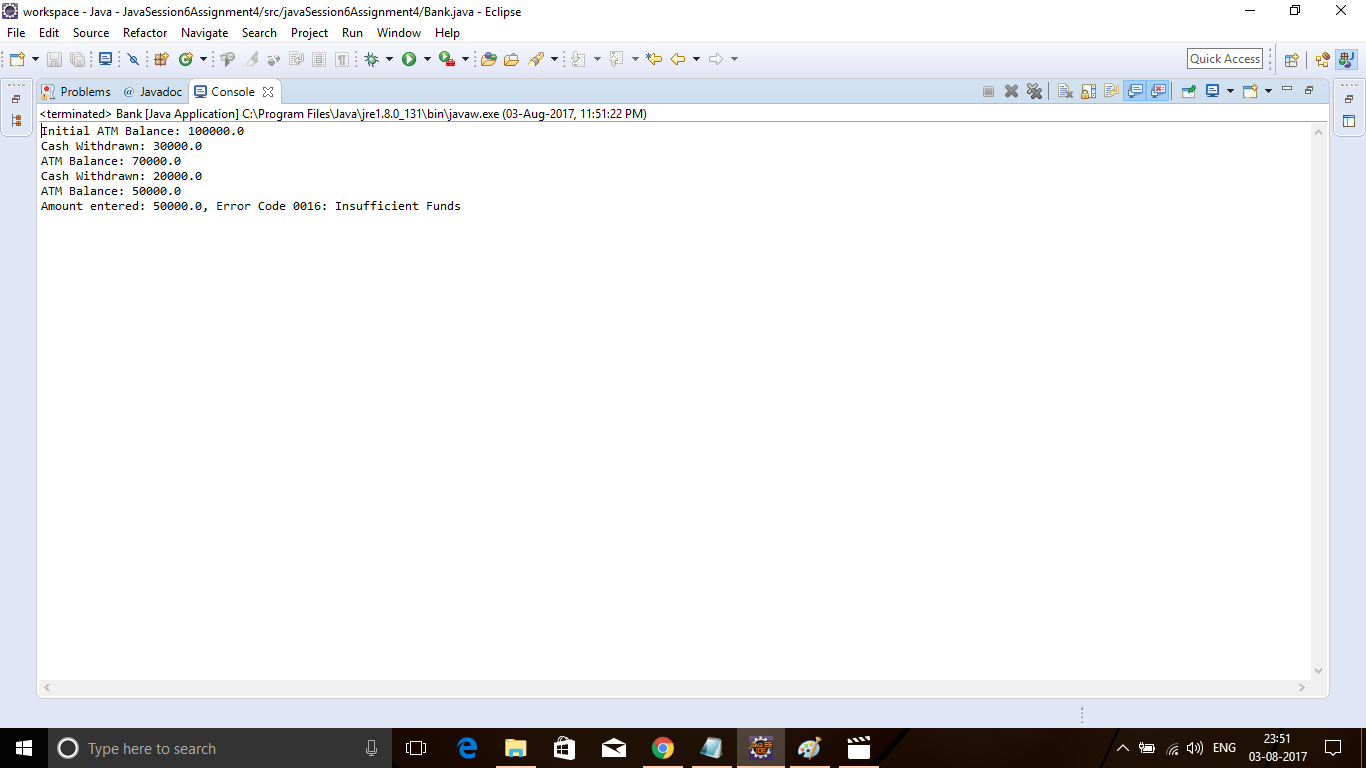 workspace - Java - JavaSession6Assignment4/src/javaSession6Assignment4/Bank.java - Eclipse
File Edit Source Refactor Navigate Search Project Run Window Help
Quick Access
Problems @ Javadoc Console
<terminated> Bank [Java Application] C:\Program Files\Java\jre1.8.0_131\bin\javaw.exe (03-Aug-2017, 11:51:22 PM)
Initial ATM Balance: 100000.0
Cash Withdrawn: 30000.0
ATM Balance: 70000.0
Cash Withdrawn: 20000.0
ATM Balance: 50000.0
Amount entered: 50000.0, Error Code 0016: Insufficient Funds
Type here to search
Java EE
IDE
ENG
23:51
03-08-2017